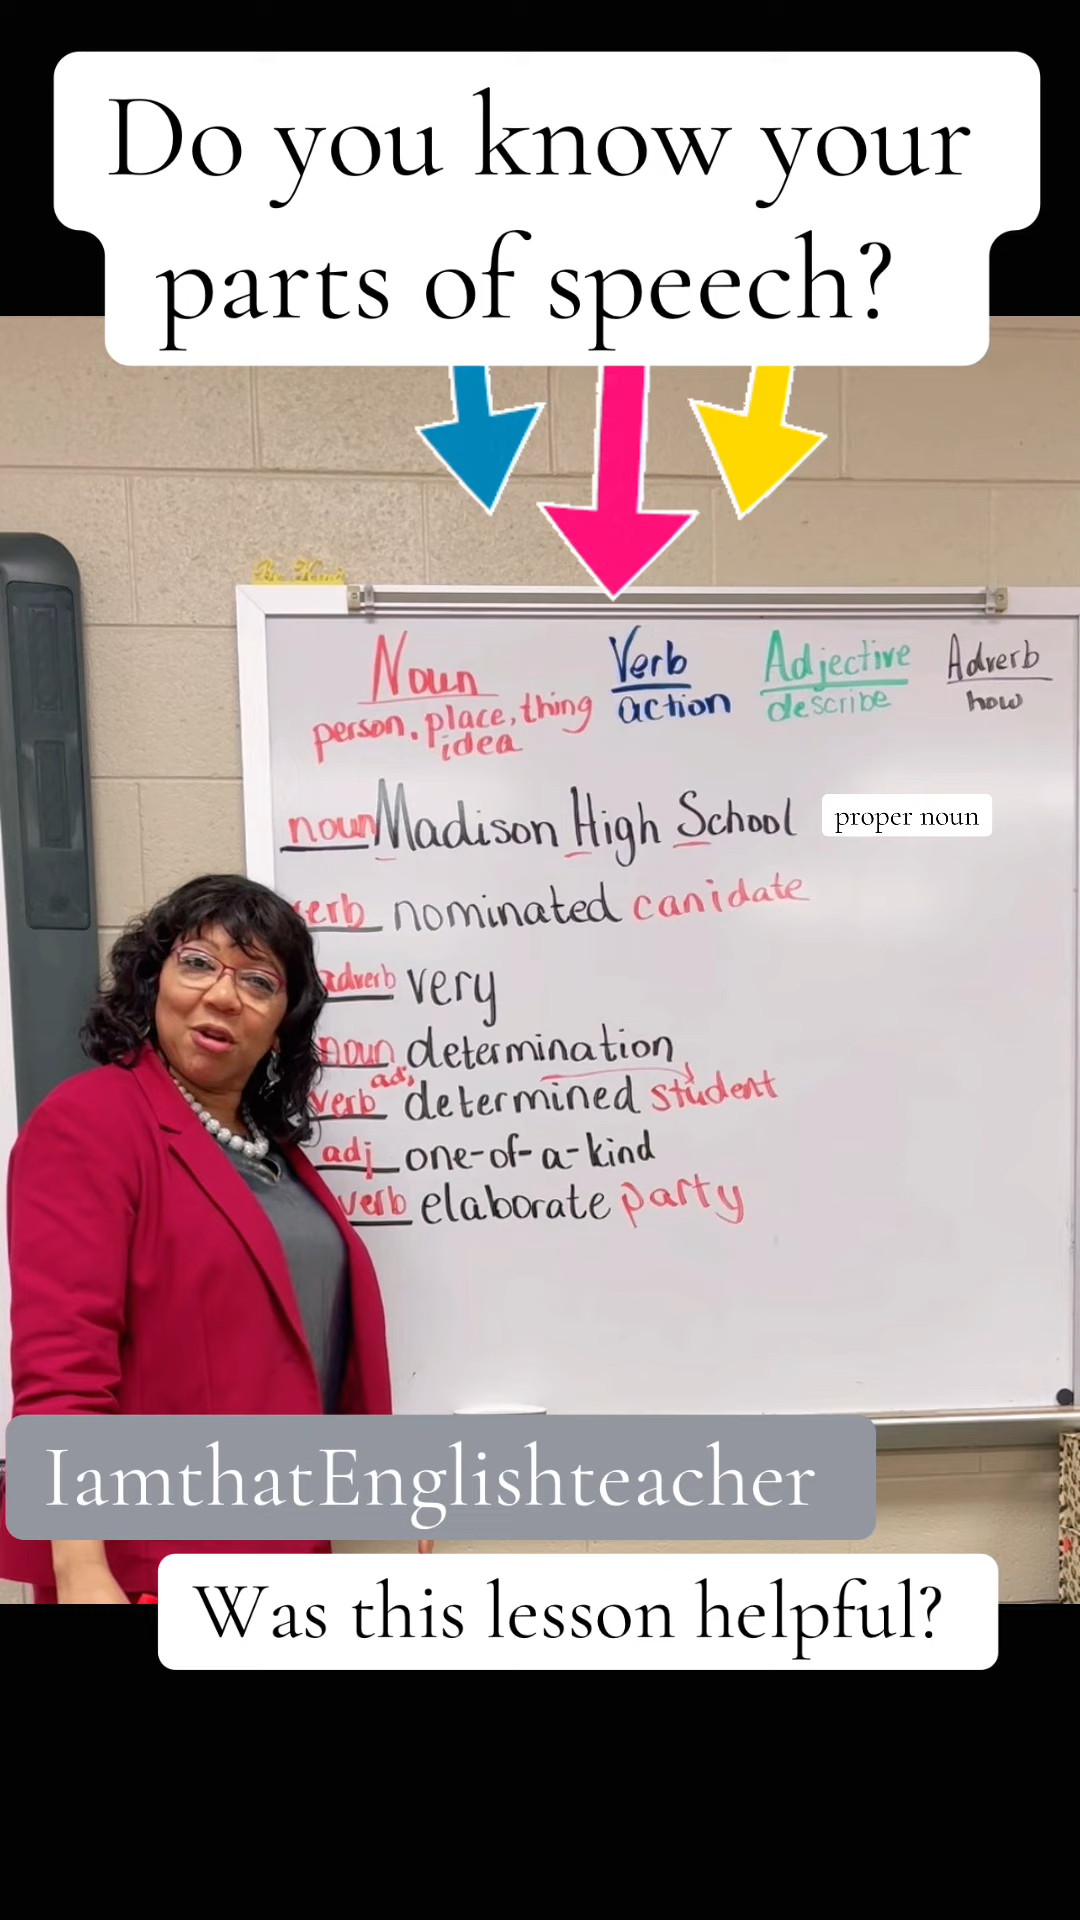 Do you know your
parts of speech?
Be Kind
Noun
person, place, thing
idea
Verb
action
Adjective
describe
Adverb
how
noun Madison High School
proper noun
verb nominated canidate
adverb very
noun determination
adj.
verb determined student
adj one-of-a-kind
verb elaborate party
IamthatEnglishteacher
Was this lesson helpful?